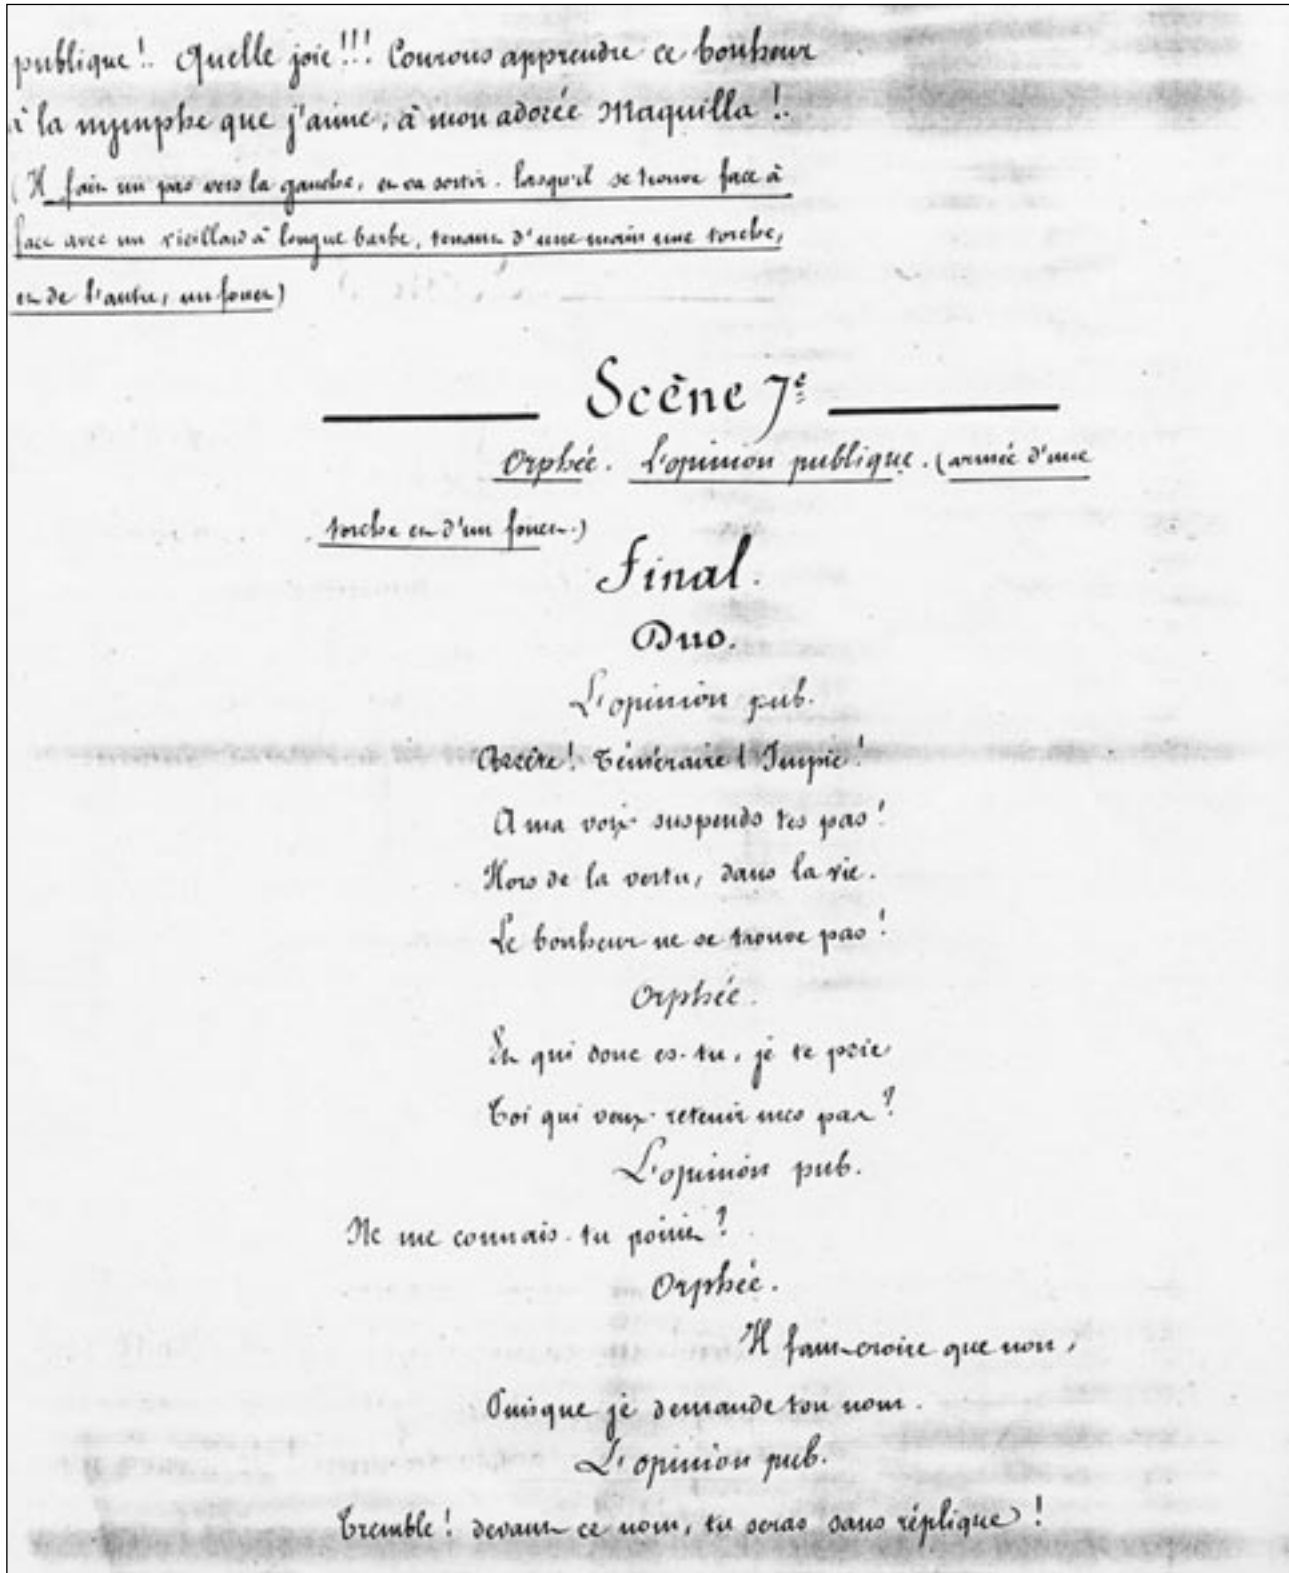 publique!. Quelle joie!!! Courons apprendre ce bonheur
à la nymphe que j'aime, à mon adorée Maquilla!.
(Il fait un pas vers la gauche, et va sortir. lorsqu'il se trouve face à
face avec un vieillard à longue barbe, tenant d'une main une torche,
et de l'autre, un fouet)
Scène 7e
Orphée. L'opinion publique. (armée d'une
torche et d'un fouet.)
Final.
Duo.
L'opinion pub.
Arrête! Téméraire! Impie!
A ma voix suspends tes pas!
Hors de la vertu, dans la vie.
Le bonheur ne se trouve pas!
Orphée.
Et qui donc es-tu, je te prie
Toi qui veux retenir mes pas?
L'opinion pub.
Ne me connais-tu point?
Orphée.
Il faut croire que non,
Puisque je demande ton nom.
L'opinion pub.
Tremble! devant ce nom, tu seras sans réplique!